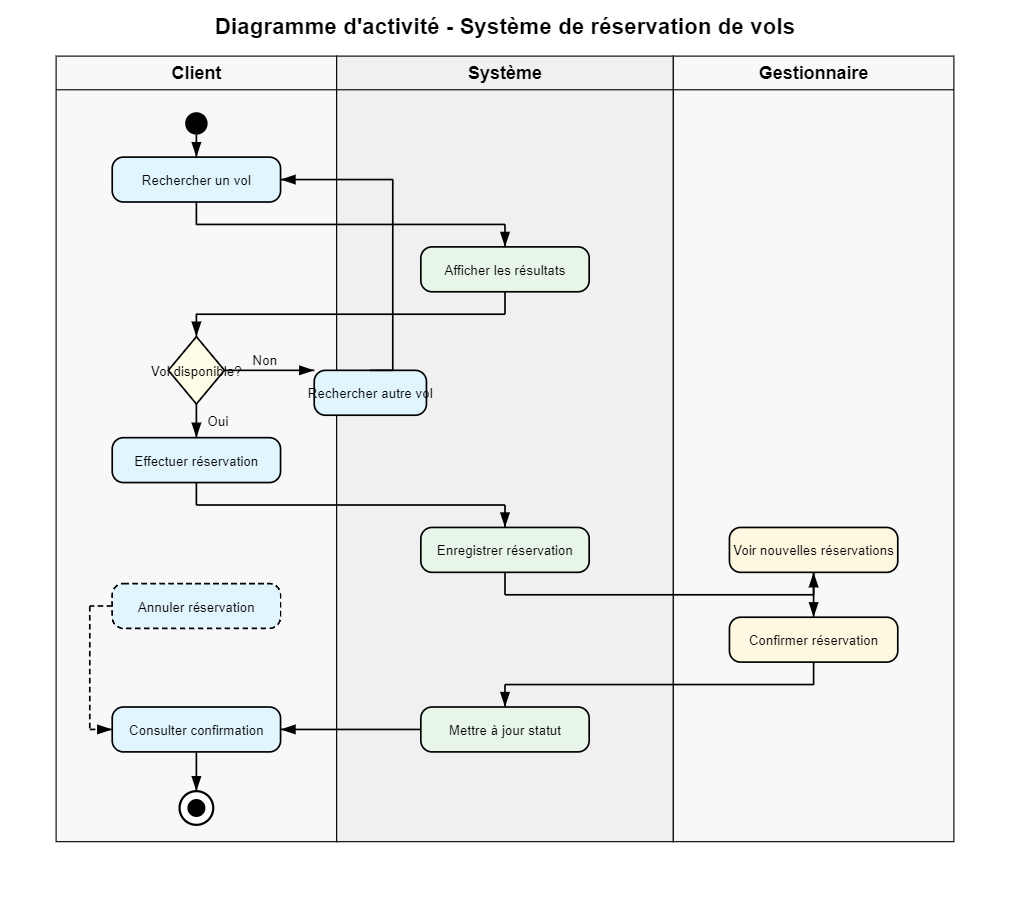 Diagramme d'activité - Système de réservation de vols
Client
Système
Gestionnaire
Rechercher un vol
Afficher les résultats
Vol disponible?
Non
Rechercher autre vol
Oui
Effectuer réservation
Enregistrer réservation
Voir nouvelles réservations
Annuler réservation
Confirmer réservation
Consulter confirmation
Mettre à jour statut